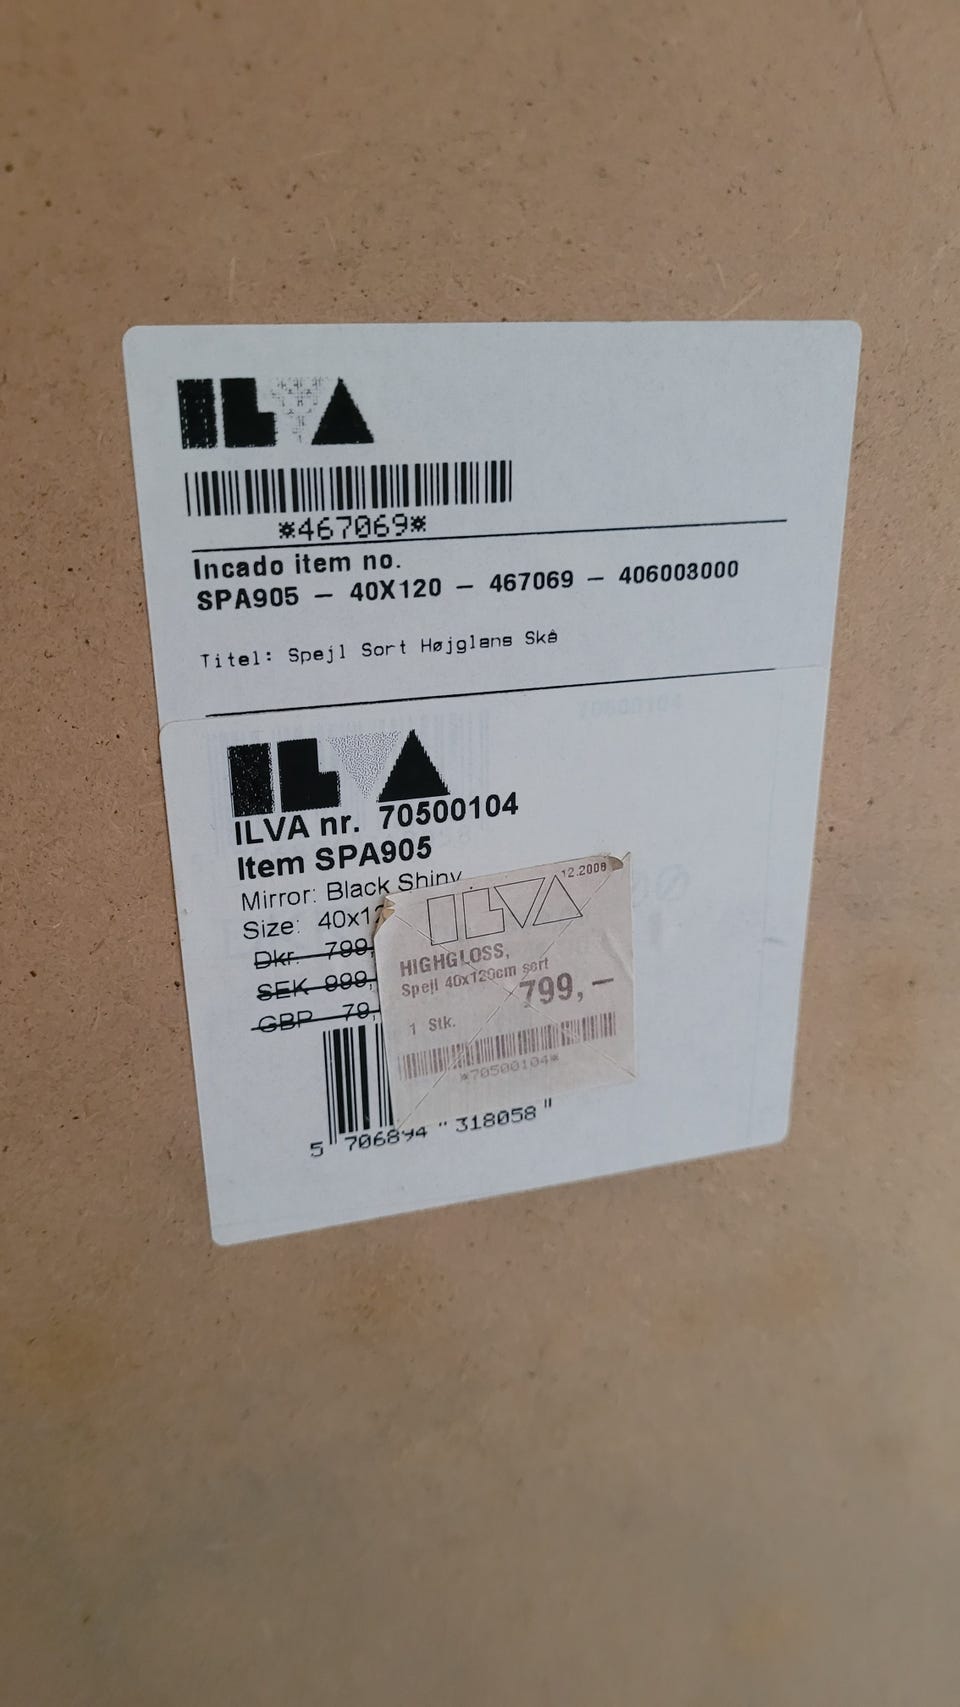 ILVA
*467069*
Incado item no.
SPA905 – 40X120 – 467069 – 406003000
Titel: Spejl Sort Højglans Skå
ILVA
ILVA nr. 70500104
Item SPA905
Mirror: Black Shiny
Size: 40x12
Dkr. 799,
SEK 899,
GBP 79,
12.2008
ILVA
HIGHGLOSS,
Spejl 40x120cm sort
799,–
1 Stk.
*70500104*
5 706894 318058